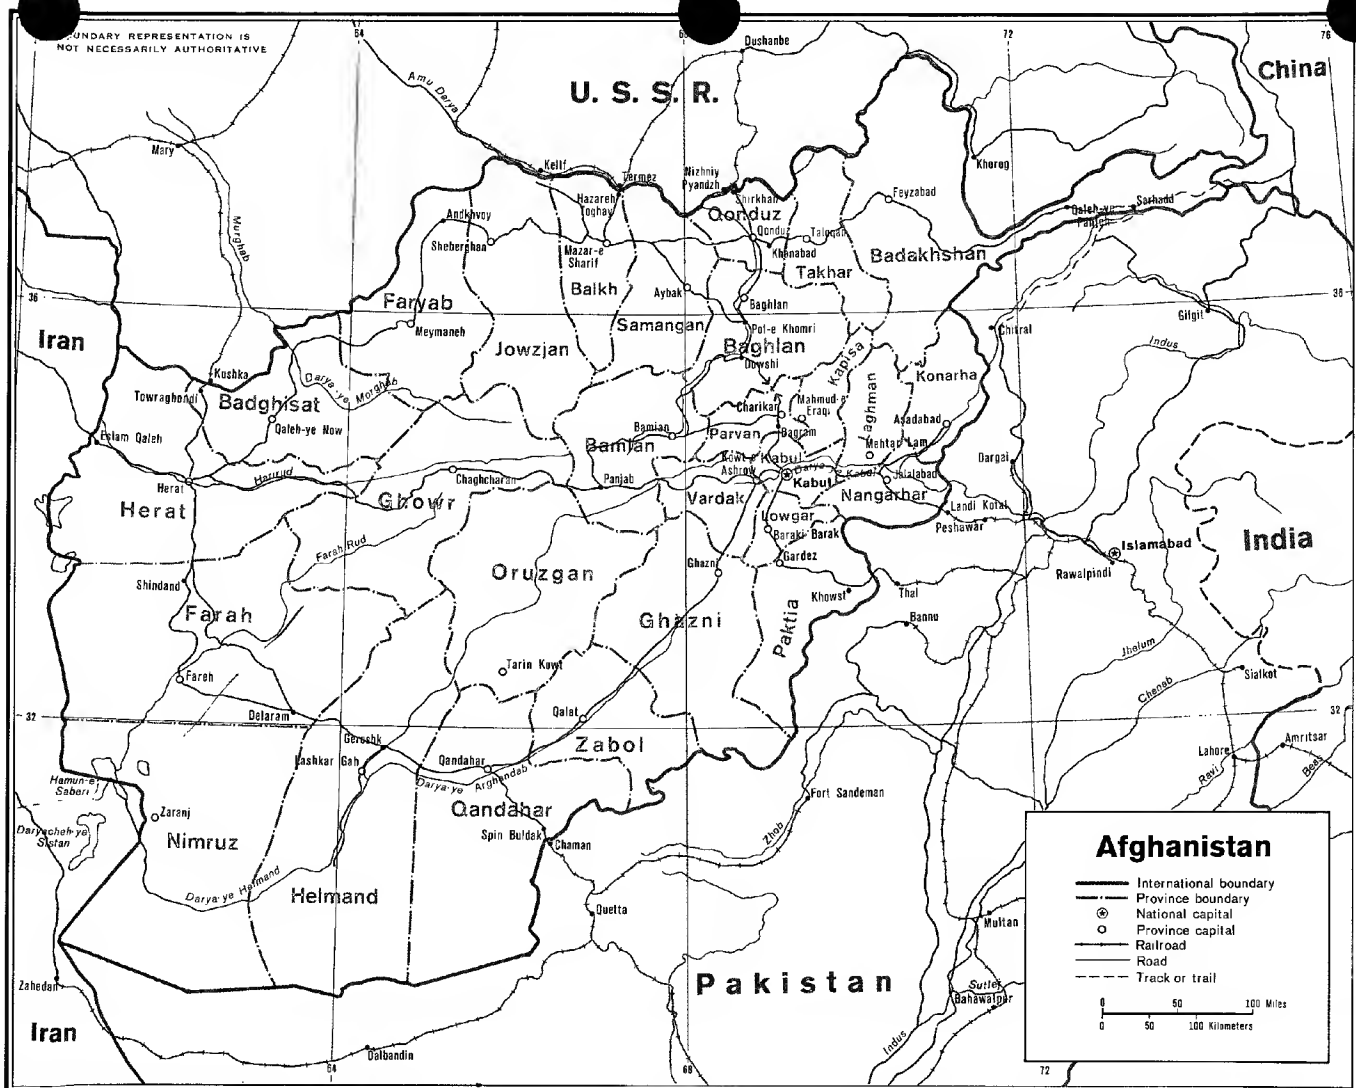 UNDARY REPRESENTATION IS
NOT NECESSARILY AUTHORITATIVE
64
68
72
76
Dushanbe
China
U. S. S. R.
Amu Darya
Mary
Murghab
Kelif
Termez
Nizhniy
Pyandzh
Khorog
Feyzabad
Shirkhan
Hazareh
Toghay
Qonduz
Qaleh-ye
Panjeh
Sarhadd
Andkhvoy
Sheberghan
Mazar-e
Sharif
Qonduz
Khanabad
Taloqan
Badakhshan
Takhar
Balkh
Aybak
Baghlan
36
36
Faryab
Meymaneh
Samangan
Pol-e Khomri
Baghlan
Dowshi
Chitral
Gilgit
Indus
Iran
Jowzjan
Kapisa
Konarha
Kushka
Towraghondi
Darya-ye Morghab
Badghisat
Qaleh-ye Now
Laghman
Mahmud-e
Eraqi
Charikar
Asadabad
Bamian
Bamian
Parvan
Bagram
Mehtar Lam
Eslam Qaleh
Harirud
Herat
Chaghcharan
Panjab
Kowt-e
Ashrow
Kabul
Darya-ye Kabul
Kabul
Jalalabad
Dargai
Herat
Ghowr
Vardak
Nangarhar
Lowgar
Landi Kotal
Peshawar
Baraki Barak
Islamabad
India
Farah Rud
Gardez
Ghazni
Rawalpindi
Shindand
Oruzgan
Khowst
Thal
Farah
Ghazni
Paktia
Bannu
Jhelum
Tarin Kowt
Farah
Chenab
Sialkot
Delaram
Qalat
32
32
Gereshk
Zabol
Lahore
Amritsar
Lashkar Gah
Qandahar
Darya-ye Arghandab
Ravi
Beas
Hamun-e
Saberi
Qandahar
Fort Sandeman
Zaranj
Daryacheh-ye
Sistan
Nimruz
Spin Buldak
Chaman
Zhob
Darya-ye Helmand
Helmand
Quetta
Multan
Zahedan
Pakistan
Sutlej
Bahawalpur
Iran
Indus
Dalbandin
64
68
72
Afghanistan
International boundary
Province boundary
National capital
Province capital
Railroad
Road
Track or trail
0 50 100 Miles
0 50 100 Kilometers